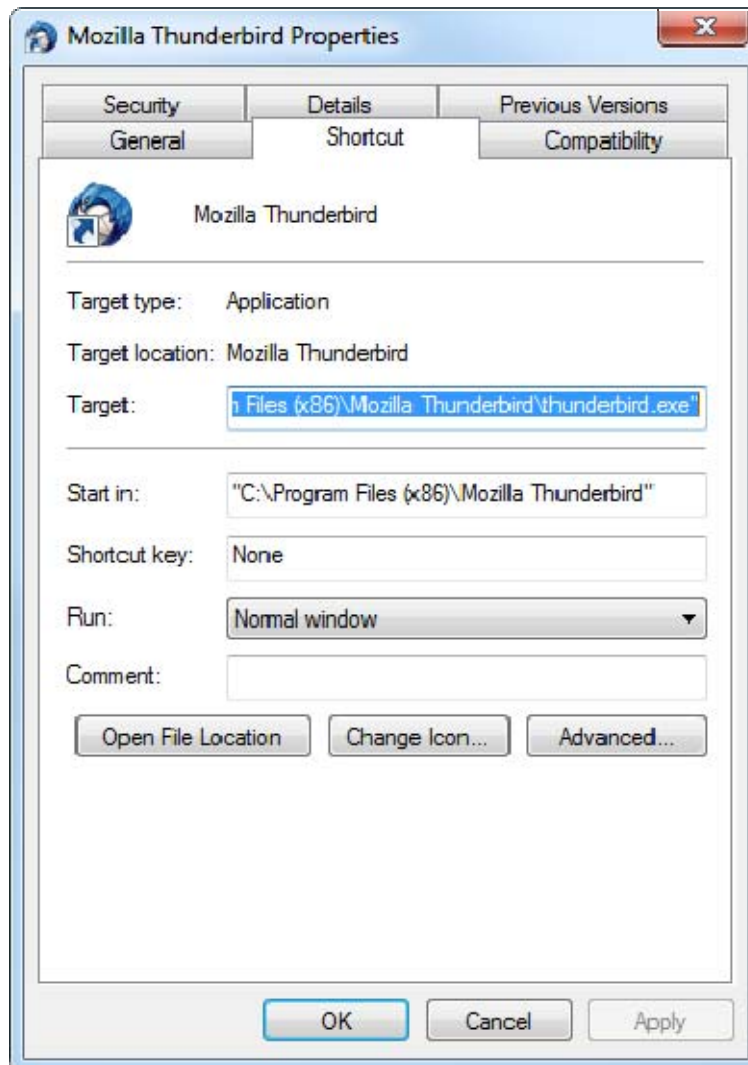 Mozilla Thunderbird Properties
Security Details Previous Versions
General Shortcut Compatibility
Mozilla Thunderbird
Target type: Application
Target location: Mozilla Thunderbird
Target: Files (x86)\Mozilla Thunderbird\thunderbird.exe"
Start in: "C:\Program Files (x86)\Mozilla Thunderbird"
Shortcut key: None
Run: Normal window
Comment:
Open File Location Change Icon... Advanced...
OK Cancel Apply